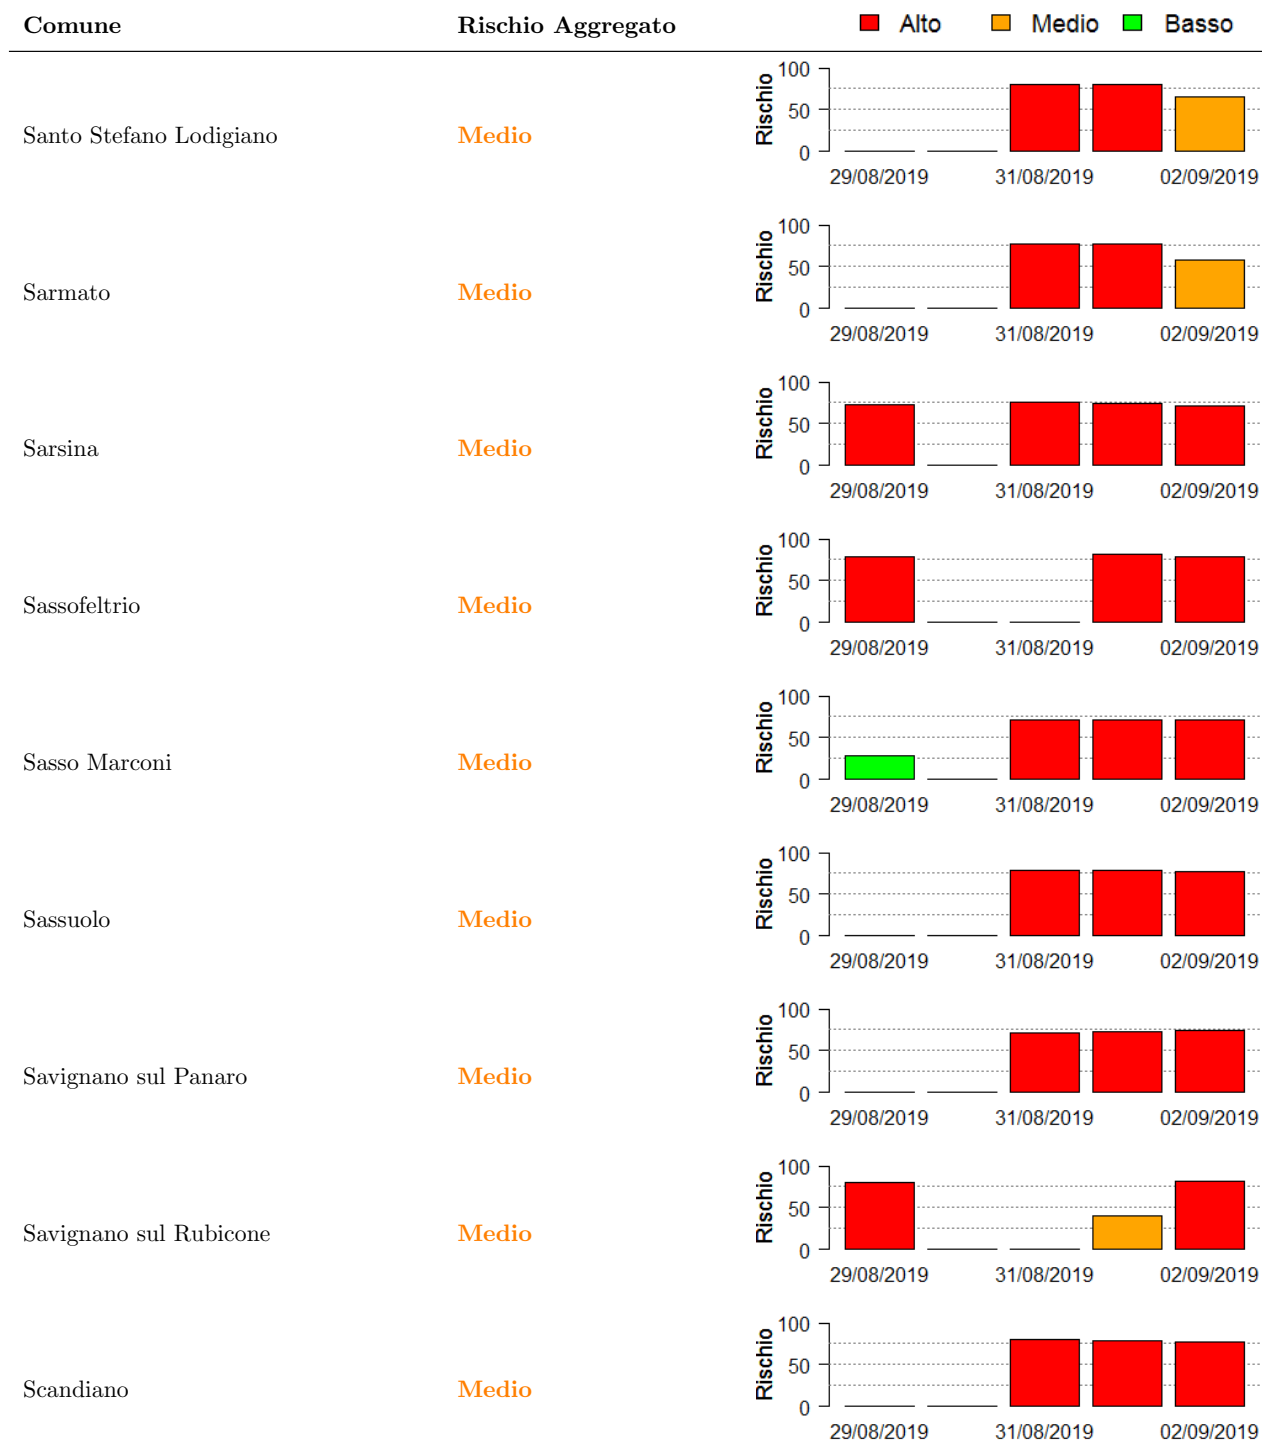 Comune Rischio Aggregato Alto Medio Basso
Santo Stefano Lodigiano Medio Rischio 100 50 0
29/08/2019 31/08/2019 02/09/2019
Sarmato Medio Rischio 100 50 0
29/08/2019 31/08/2019 02/09/2019
Sarsina Medio Rischio 100 50 0
29/08/2019 31/08/2019 02/09/2019
Sassofeltrio Medio Rischio 100 50 0
29/08/2019 31/08/2019 02/09/2019
Sasso Marconi Medio Rischio 100 50 0
29/08/2019 31/08/2019 02/09/2019
Sassuolo Medio Rischio 100 50 0
29/08/2019 31/08/2019 02/09/2019
Savignano sul Panaro Medio Rischio 100 50 0
29/08/2019 31/08/2019 02/09/2019
Savignano sul Rubicone Medio Rischio 100 50 0
29/08/2019 31/08/2019 02/09/2019
Scandiano Medio Rischio 100 50 0
29/08/2019 31/08/2019 02/09/2019